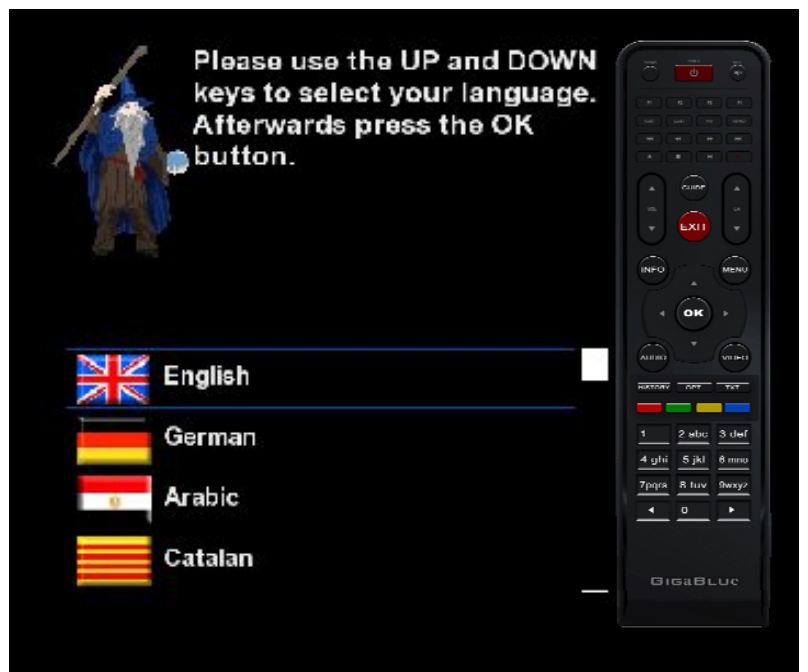 Please use the UP and DOWN
keys to select your language.
Afterwards press the OK
button.
English
German
Arabic
Catalan
GUIDE
VOL
CH
EXIT
INFO
MENU
OK
AUDIO
VIDEO
HISTORY OPT TXT
1 2 abc 3 def
4 ghi 5 jkl 6 mno
7pqrs 8 tuv 9wxyz
0
GIGABLUE